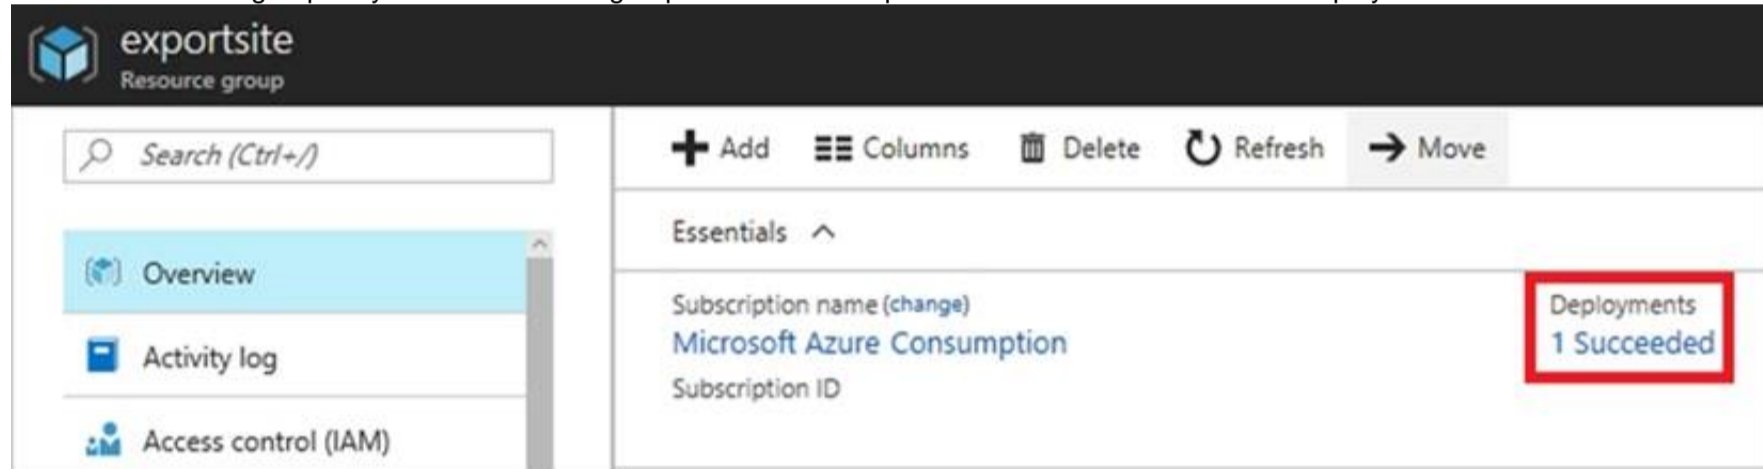 exportsite
Resource group
Search (Ctrl+/)
Add Columns Delete Refresh Move
Essentials
Overview
Activity log
Access control (IAM)
Subscription name (change)
Microsoft Azure Consumption
Subscription ID
Deployments
1 Succeeded